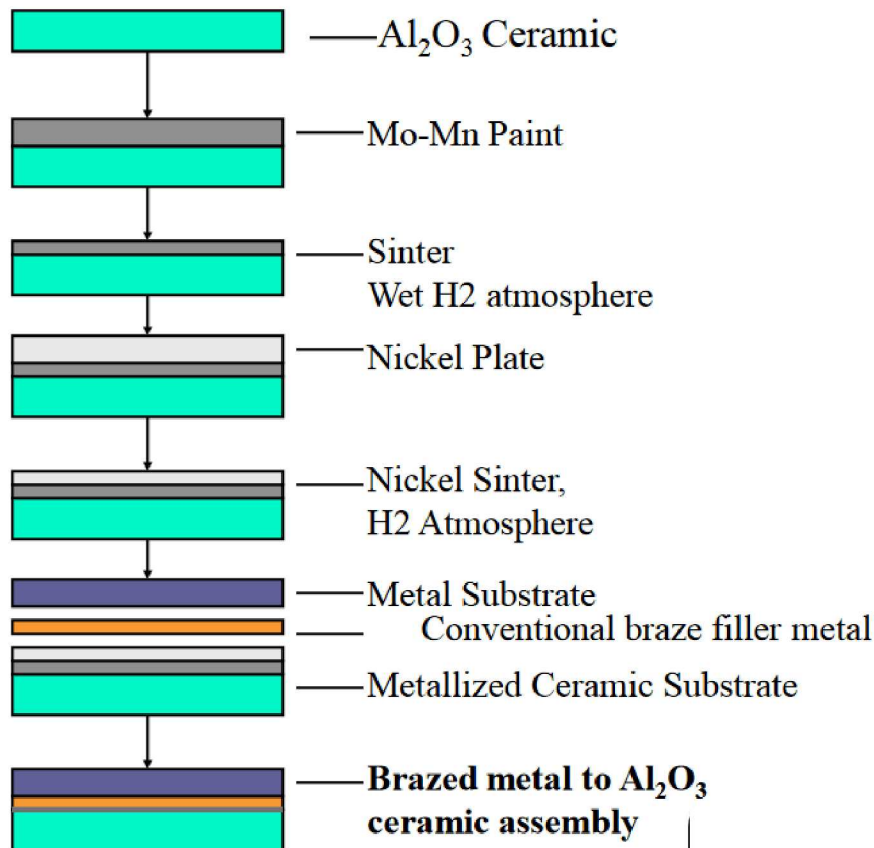 Al₂O₃ Ceramic
Mo-Mn Paint
Sinter
Wet H2 atmosphere
Nickel Plate
Nickel Sinter,
H2 Atmosphere
Metal Substrate
Conventional braze filler metal
Metallized Ceramic Substrate
Brazed metal to Al₂O₃
ceramic assembly